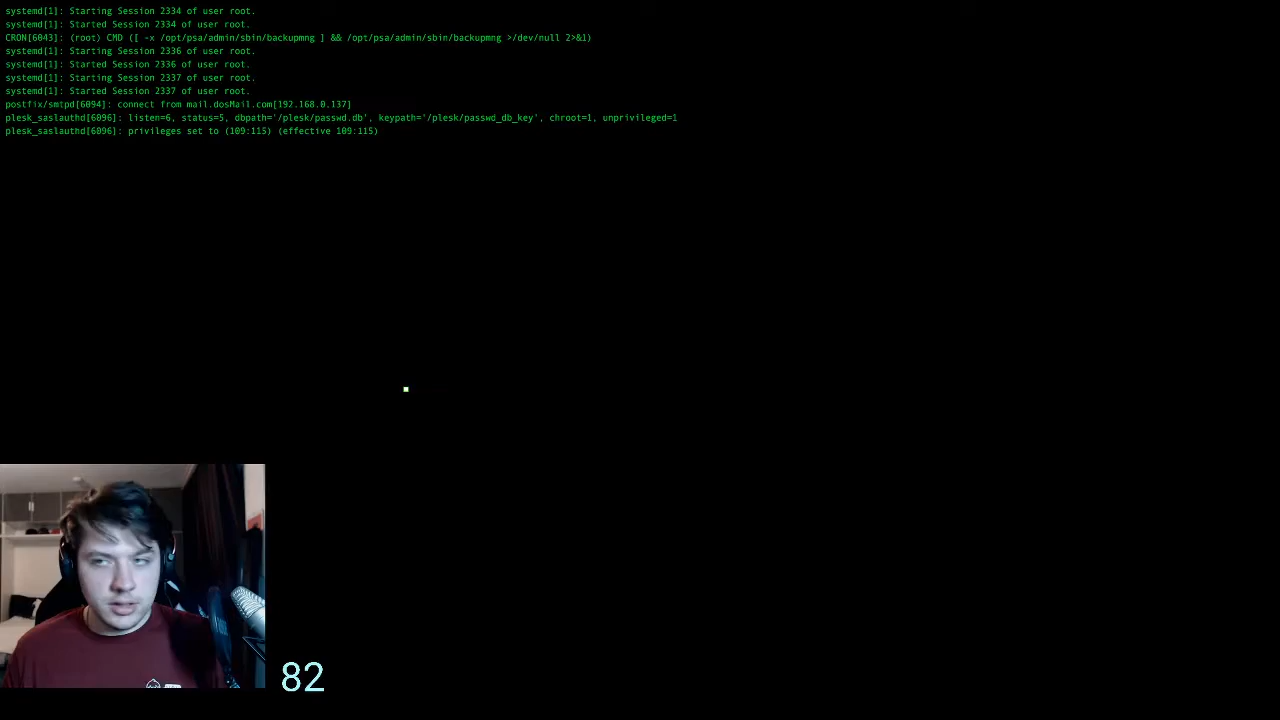 systemd[1]: Starting Session 2334 of user root.
systemd[1]: Started Session 2334 of user root.
CRON[6043]: (root) CMD ([ -x /opt/psa/admin/sbin/backupmng ] && /opt/psa/admin/sbin/backupmng >/dev/null 2>&1)
systemd[1]: Starting Session 2336 of user root.
systemd[1]: Started Session 2336 of user root.
systemd[1]: Starting Session 2337 of user root.
systemd[1]: Started Session 2337 of user root.
postfix/smtpd[6094]: connect from mail.dosMail.com[192.168.0.137]
plesk_saslauthd[6096]: listen=6, status=5, dbpath='/plesk/passwd.db', keypath='/plesk/passwd_db_key', chroot=1, unprivileged=1
plesk_saslauthd[6096]: privileges set to (109:115) (effective 109:115)
82